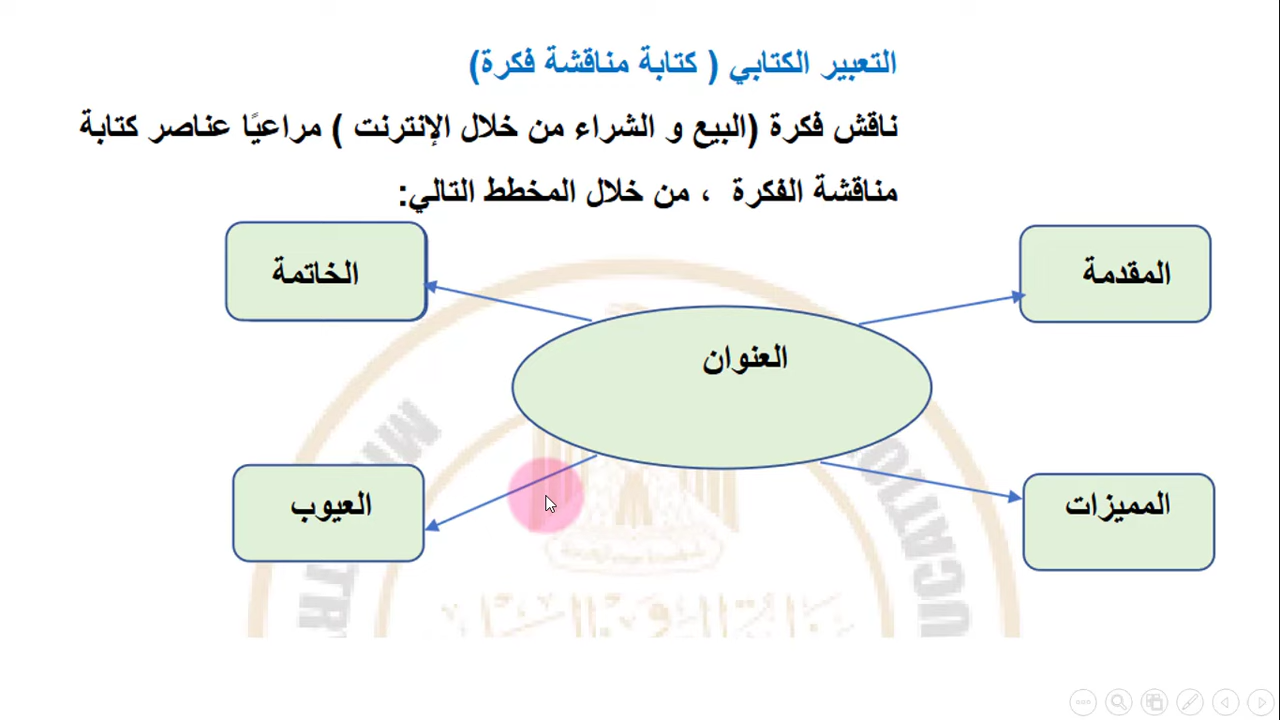 التعبير الكتابي ( كتابة مناقشة فكرة)
ناقش فكرة (البيع و الشراء من خلال الإنترنت ) مراعيًا عناصر كتابة
مناقشة الفكرة ، من خلال المخطط التالي:
المقدمة
الخاتمة
العنوان
المميزات
العيوب